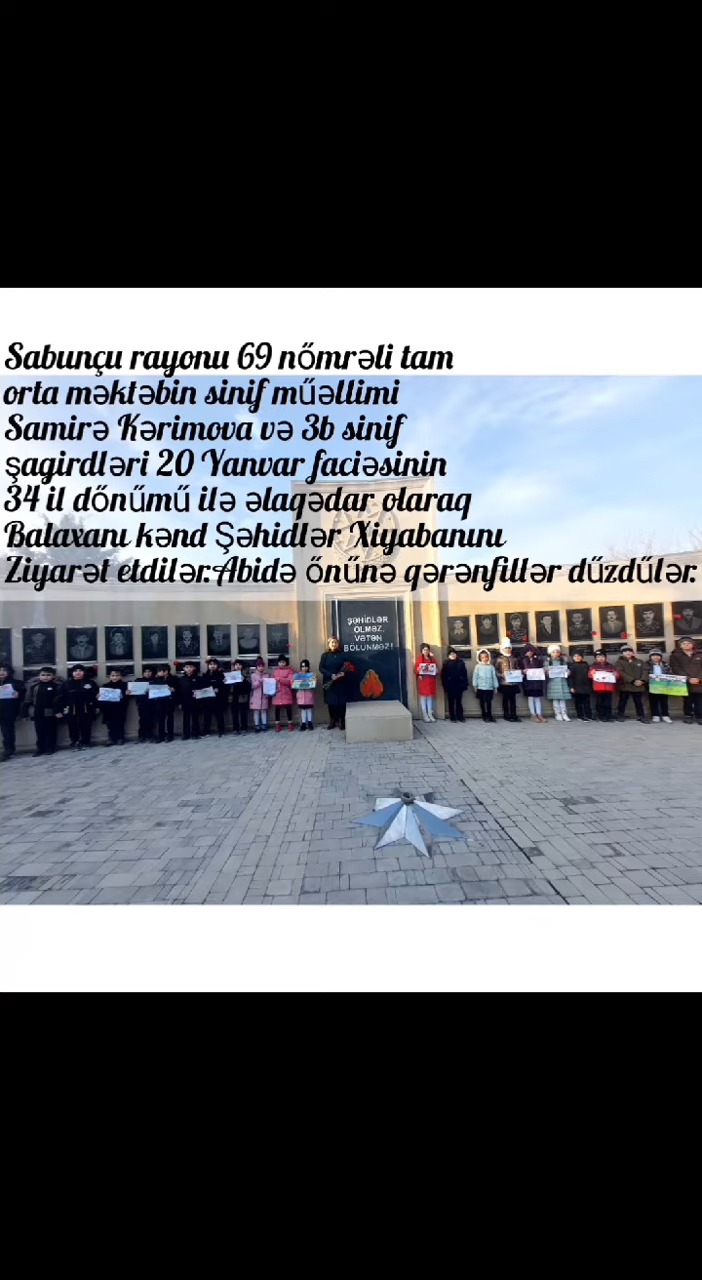 Sabunçu rayonu 69 nőmrəli tam
orta məktəbin sinif műəllimi
Samirə Kərimova və 3b sinif
şagirdləri 20 Yanvar faciəsinin
34 il dőnűmű ilə əlaqədar olaraq
Balaxanı kənd Şəhidlər Xiyabanını
Ziyarət etdilər.Abidə őnűnə qərənfillər dűzdűlər.
ŞƏHİDLƏR
ÖLMƏZ,
VƏTƏN
BÖLÜNMƏZ!